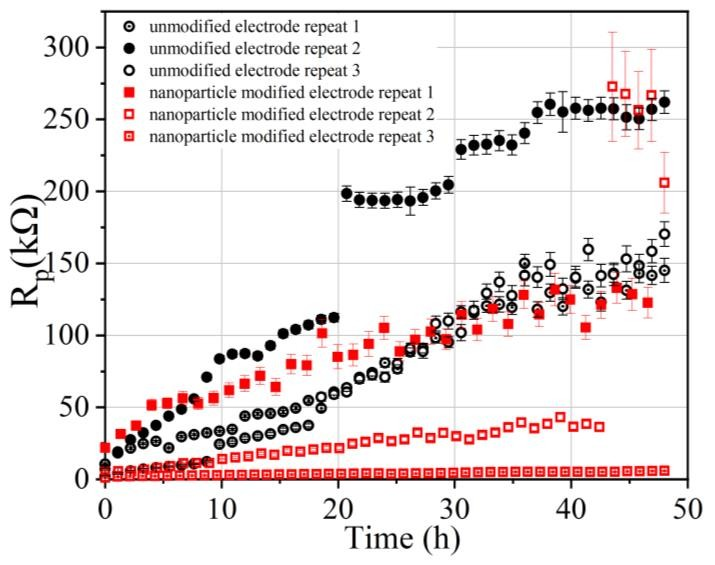 unmodified electrode repeat 1
unmodified electrode repeat 2
unmodified electrode repeat 3
nanoparticle modified electrode repeat 1
nanoparticle modified electrode repeat 2
nanoparticle modified electrode repeat 3
300
250
200
150
100
50
0
Rp(kΩ)
0 10 20 30 40 50
Time (h)